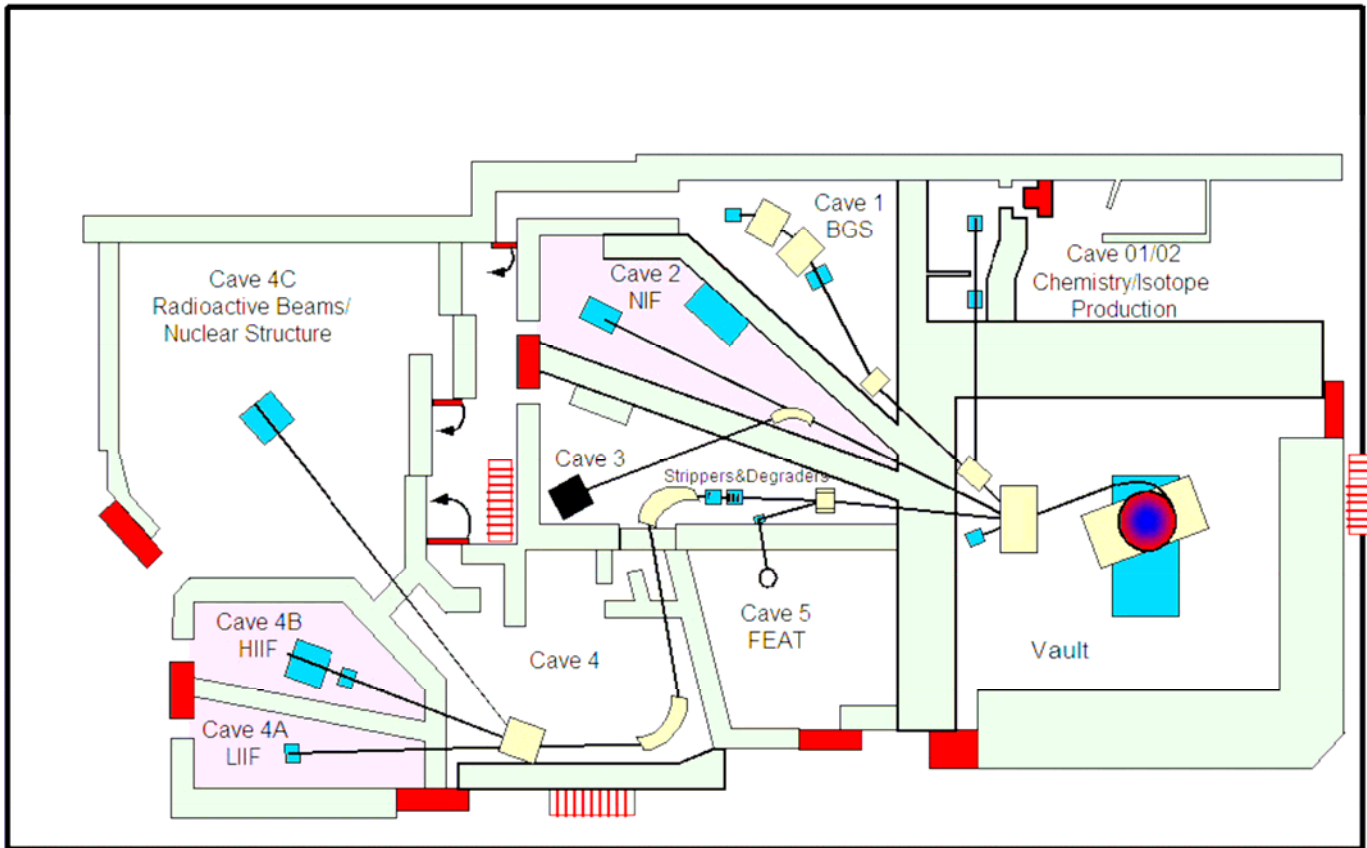 Cave 1
BGS
Cave 01/02
Chemistry/Isotope
Production
Cave 4C
Radioactive Beams/
Nuclear Structure
Cave 2
NIF
Cave 3
Strippers&Degraders
Cave 4B
HIIF
Cave 4
Cave 5
FEAT
Vault
Cave 4A
LIIF